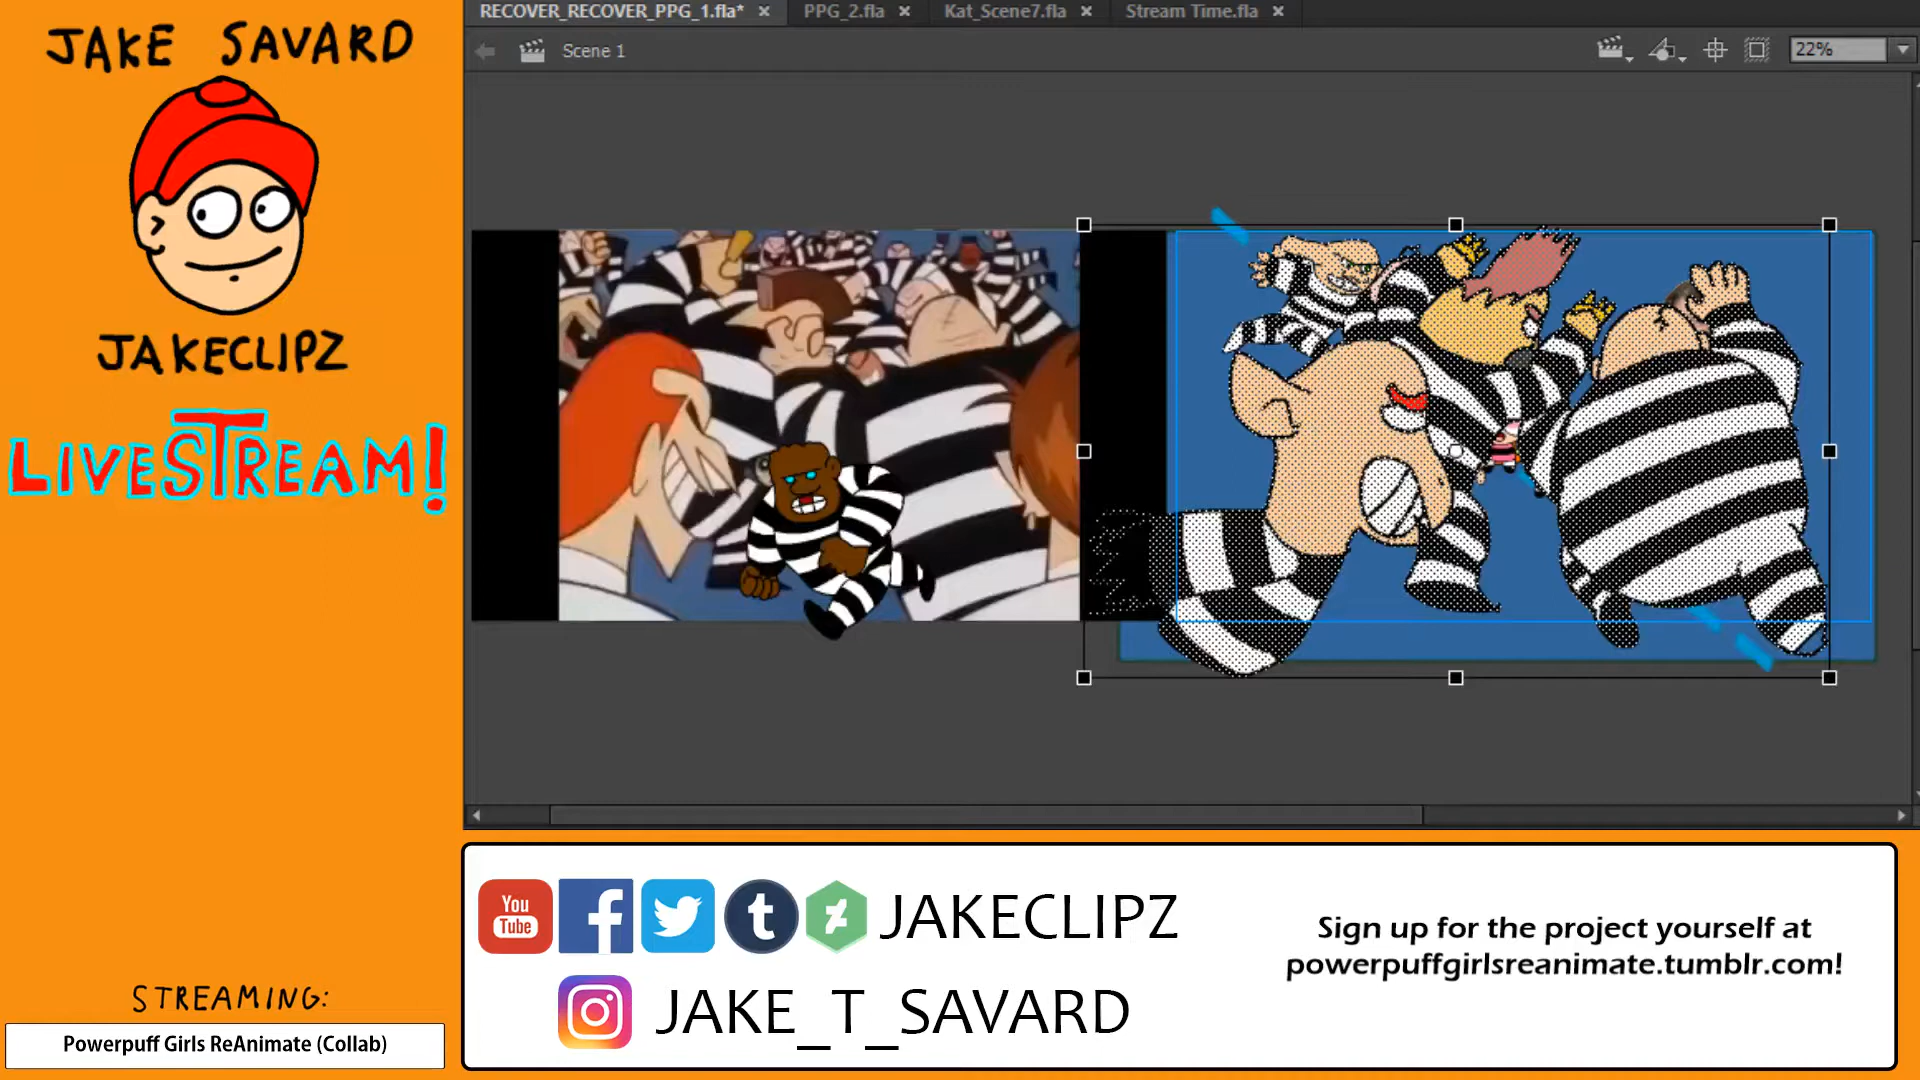 JAKE SAVARD
JAKECLIPZ
LIVESTREAM!
STREAMING:
Powerpuff Girls ReAnimate (Collab)
RECOVER_RECOVER_PPG_1.fla* × PPG_2.fla × Kat_Scene7.fla × Stream Time.fla ×
Scene 1
22%
You
Tube
f
t
JAKECLIPZ
JAKE_T_SAVARD
Sign up for the project yourself at
powerpuffgirlsreanimate.tumblr.com!